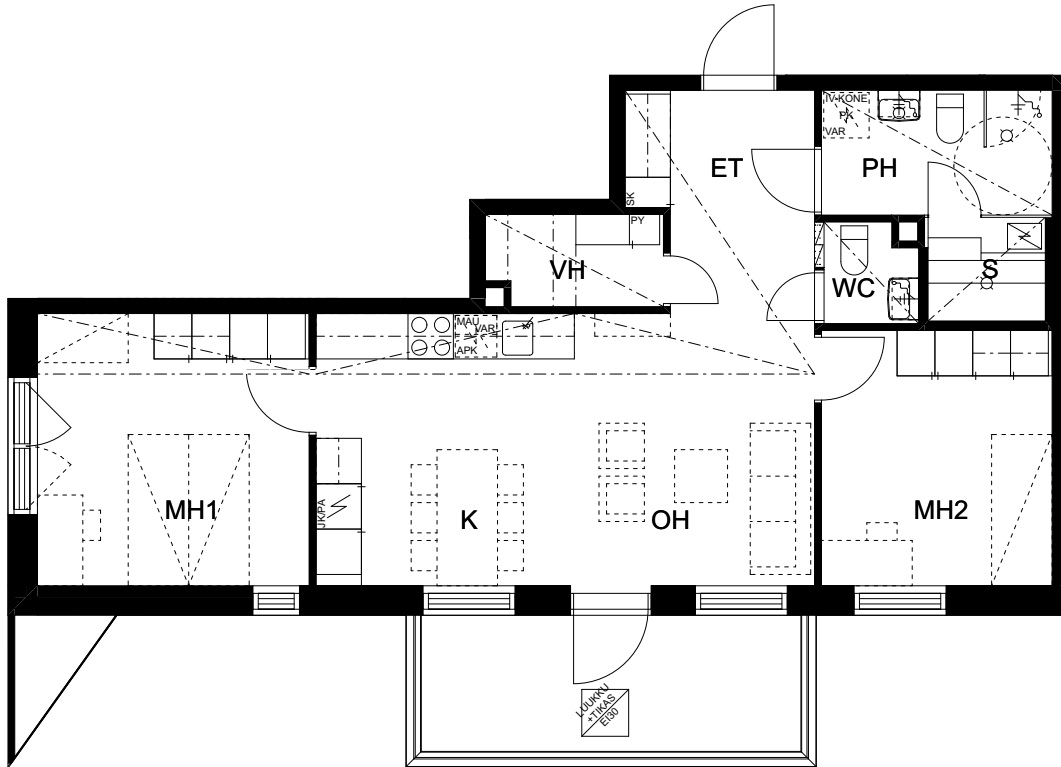 IV-KONE
PK
VAR
ET
PH
SK
PY
VH
WC
S
MAU
VAR
APK
MH1
JK/PA
K
OH
MH2
LUUKKU
+TIKAS
EI30